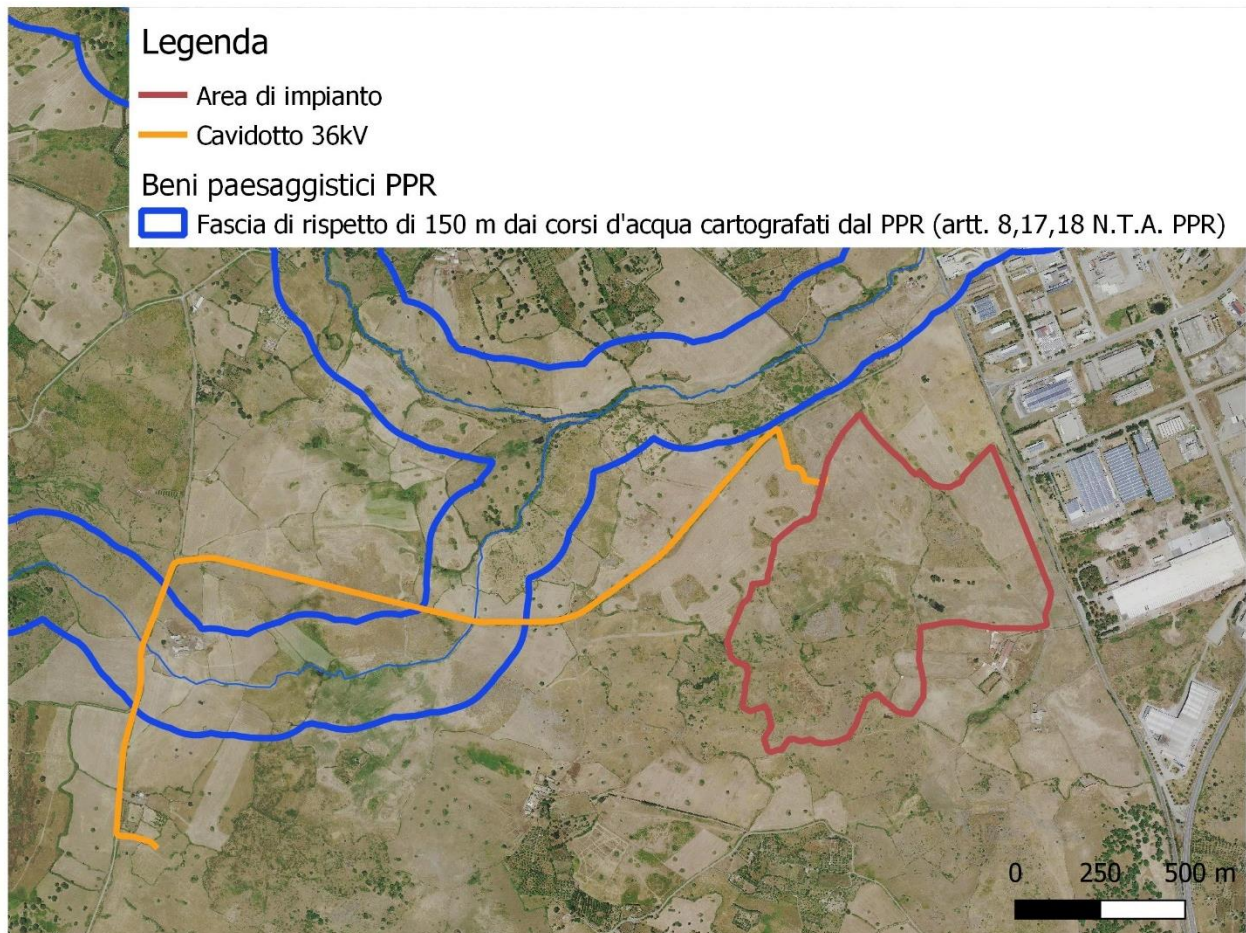 Legenda
Area di impianto
Cavidotto 36kV
Beni paesaggistici PPR
Fascia di rispetto di 150 m dai corsi d'acqua cartografati dal PPR (artt. 8,17,18 N.T.A. PPR)
0 250 500 m